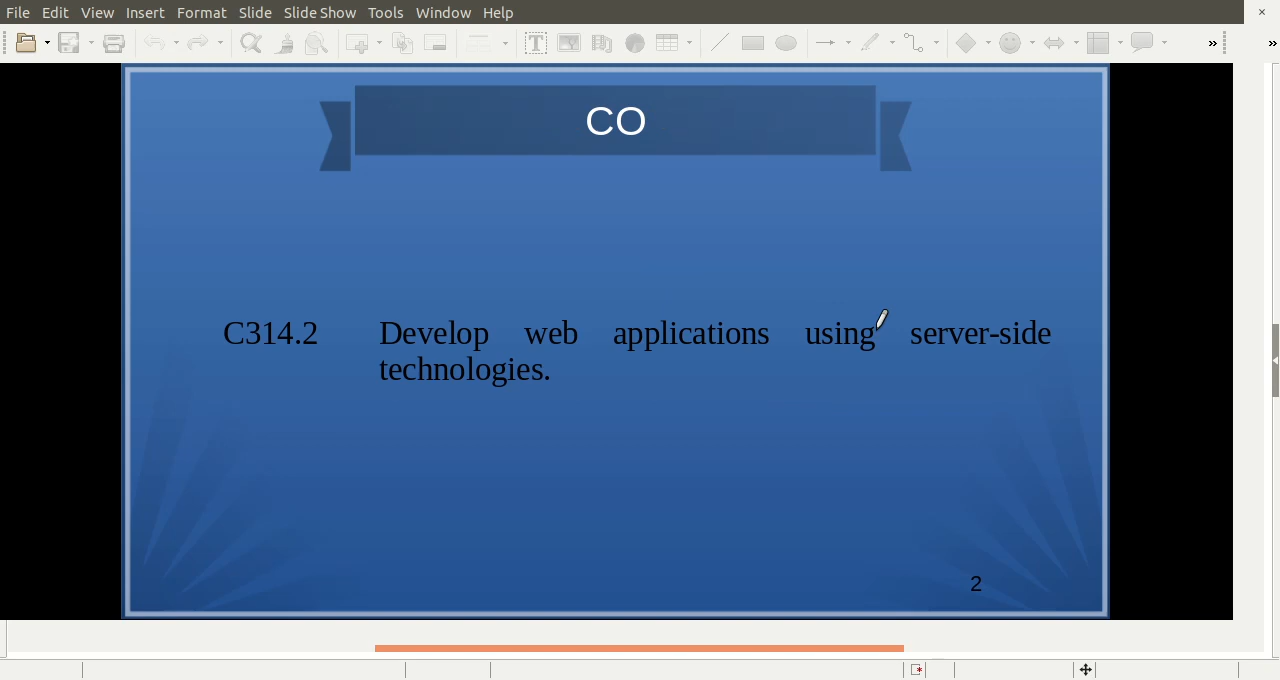 File Edit View Insert Format Slide Slide Show Tools Window Help
CO
C314.2 Develop web applications using server-side
technologies.
2